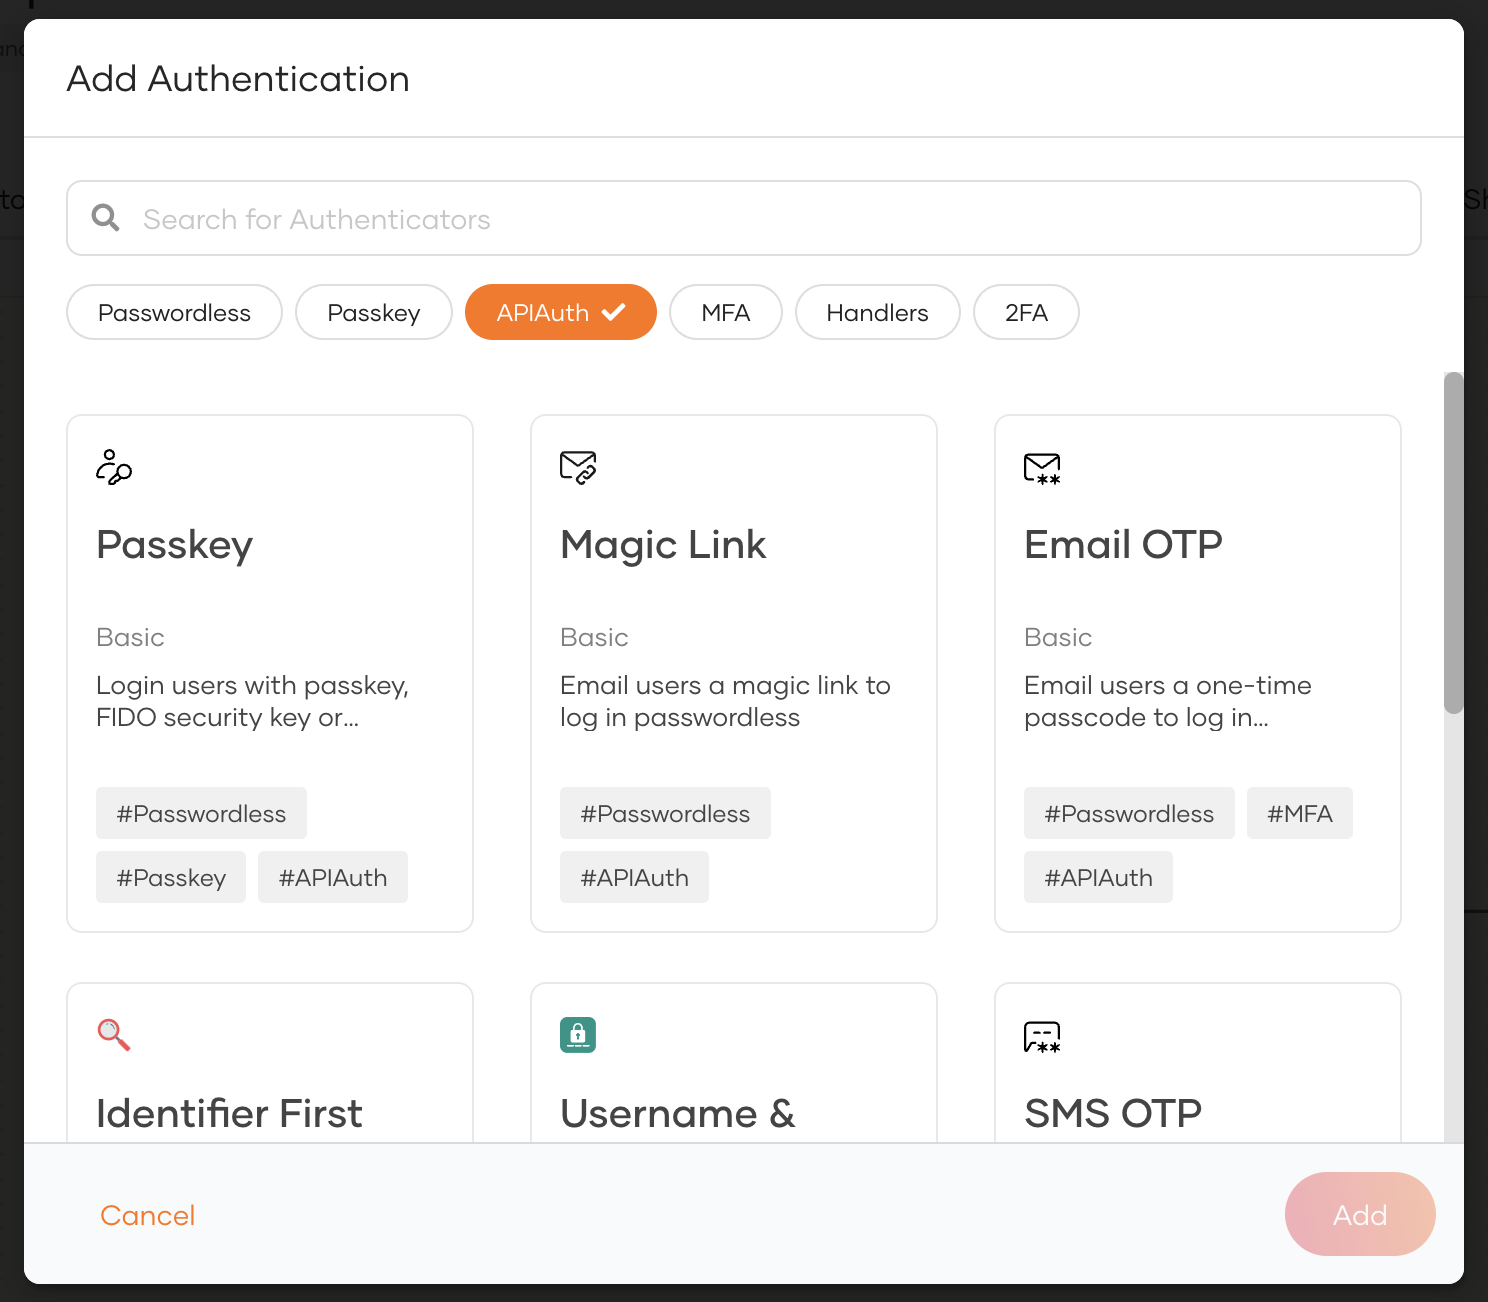 Add Authentication
Search for Authenticators
Passwordless Passkey APIAuth MFA Handlers 2FA
Passkey
Basic
Login users with passkey,
FIDO security key or...
#Passwordless
#Passkey #APIAuth
Magic Link
Basic
Email users a magic link to
log in passwordless
#Passwordless
#APIAuth
Email OTP
Basic
Email users a one-time
passcode to log in...
#Passwordless #MFA
#APIAuth
Identifier First
Username &
SMS OTP
Cancel
Add